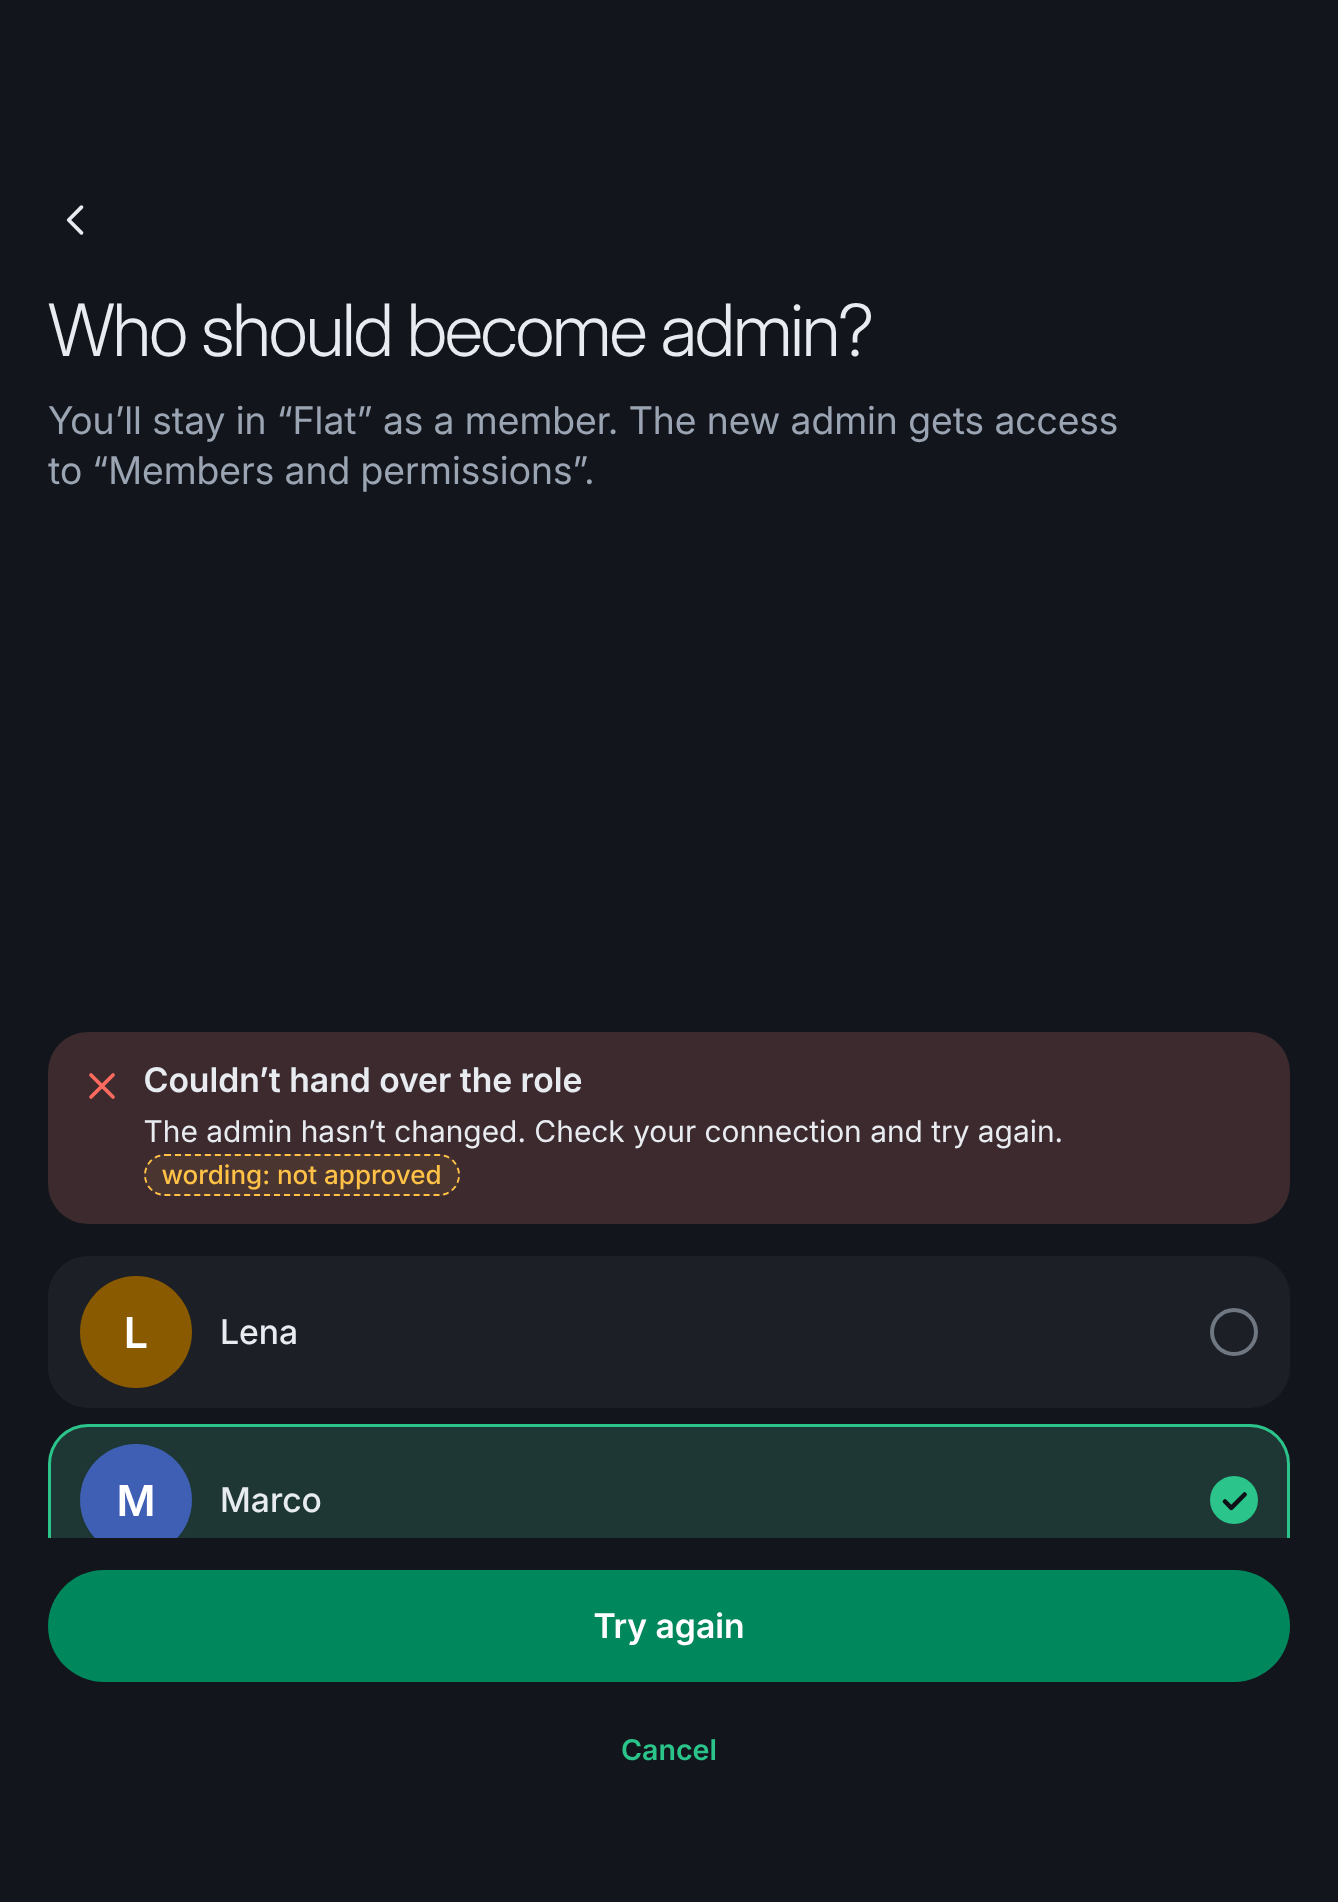 Who should become admin?
You’ll stay in “Flat” as a member. The new admin gets access
to “Members and permissions”.
Couldn’t hand over the role
The admin hasn’t changed. Check your connection and try again.
wording: not approved
L
Lena
M
Marco
Try again
Cancel